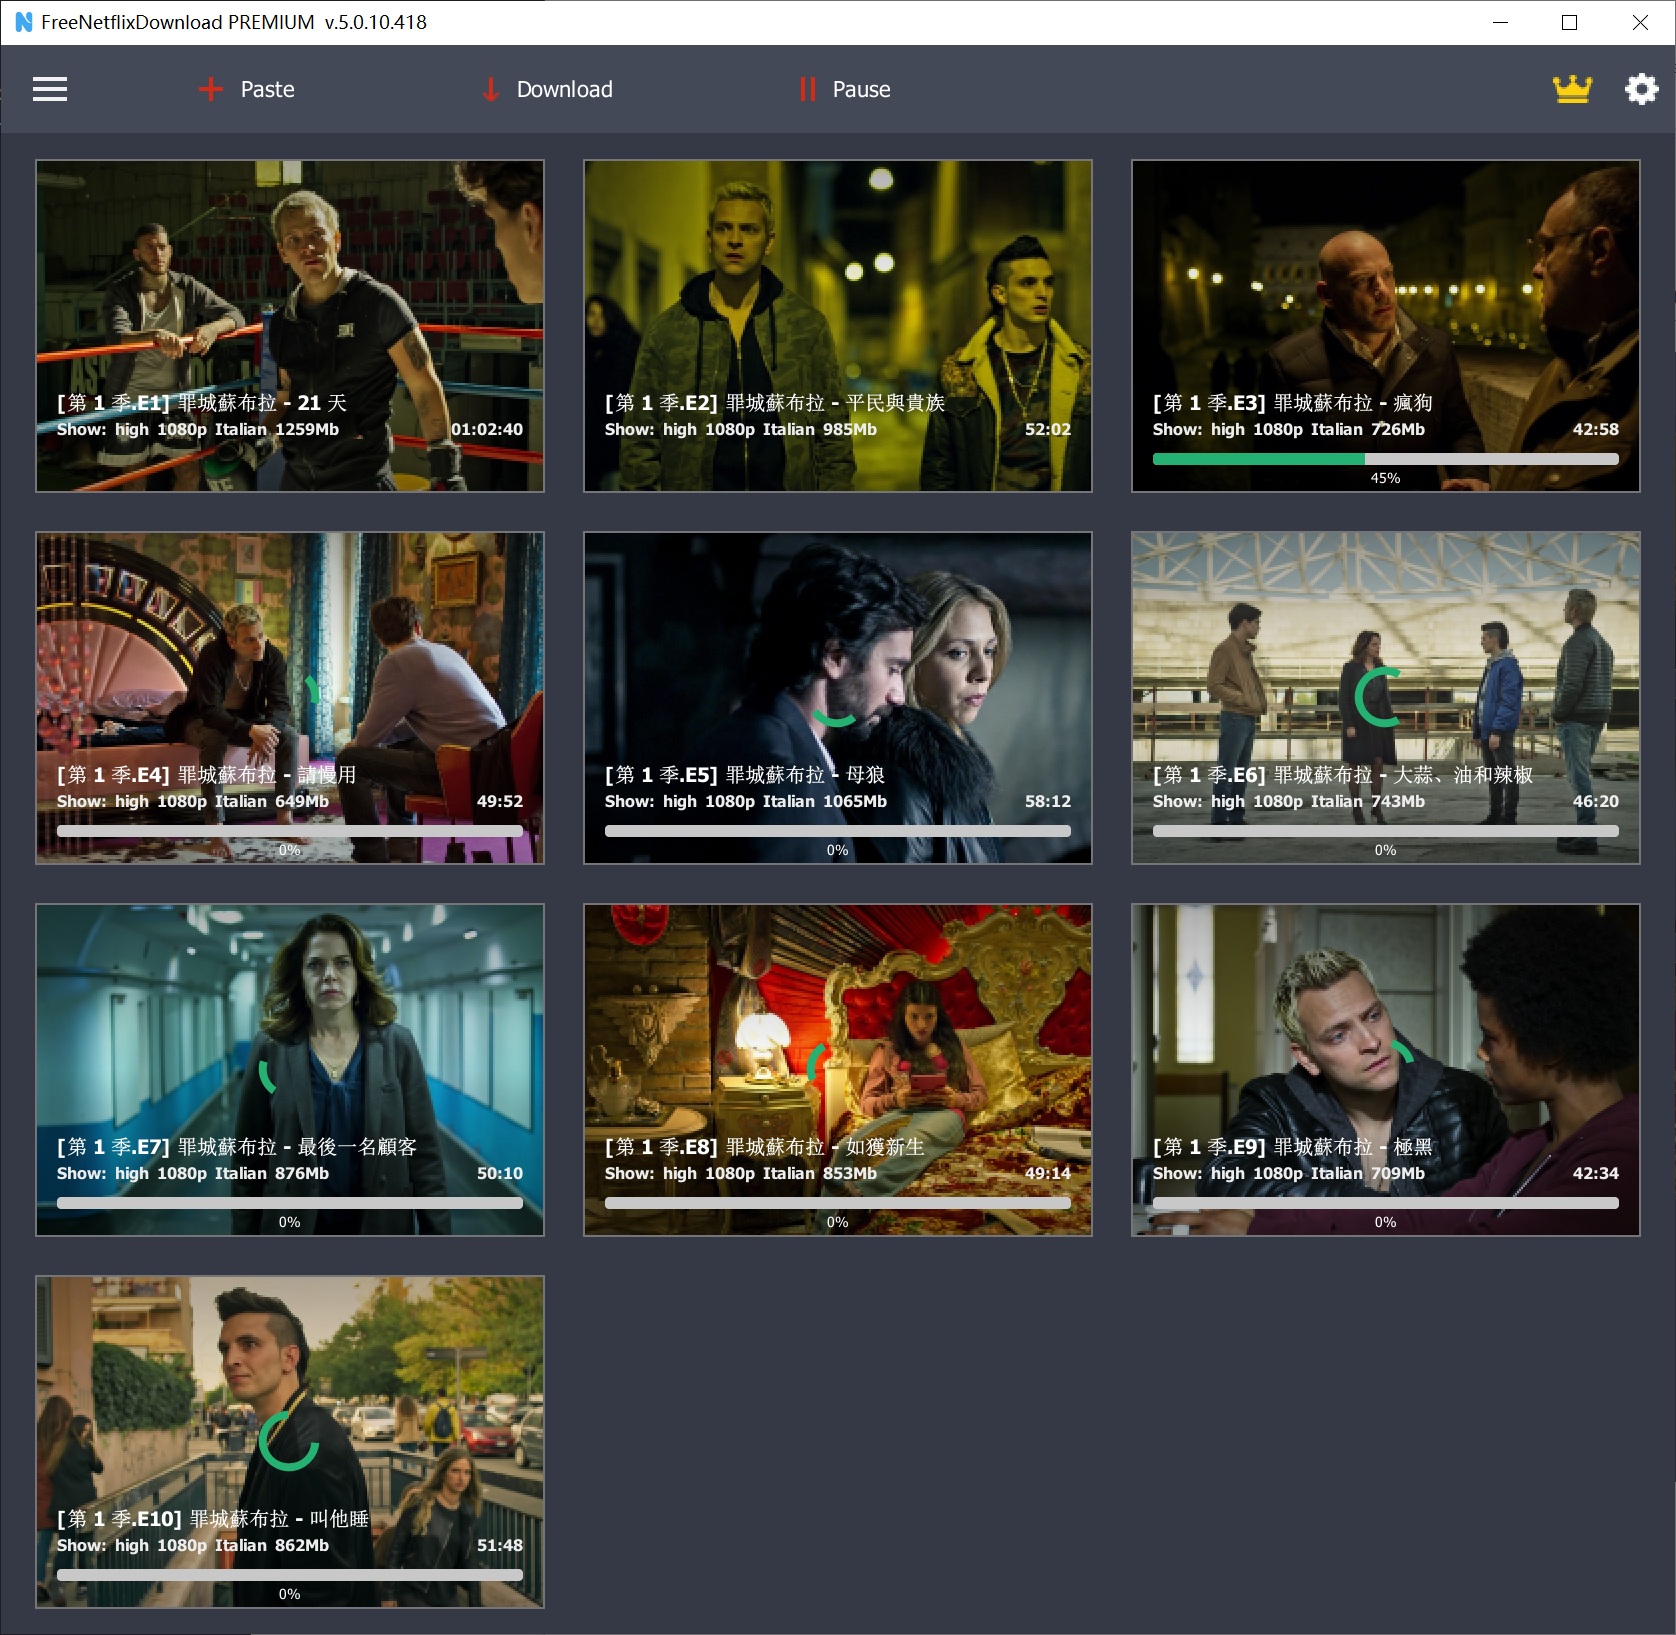 FreeNetflixDownload PREMIUM v.5.0.10.418
Paste
Download
Pause
[第 1 季.E1] 罪城蘇布拉 - 21 天
Show: high 1080p Italian 1259Mb 01:02:40
[第 1 季.E2] 罪城蘇布拉 - 平民與貴族
Show: high 1080p Italian 985Mb 52:02
[第 1 季.E3] 罪城蘇布拉 - 瘋狗
Show: high 1080p Italian 726Mb 42:58
45%
[第 1 季.E4] 罪城蘇布拉 - 請慢用
Show: high 1080p Italian 649Mb 49:52
0%
[第 1 季.E5] 罪城蘇布拉 - 母狼
Show: high 1080p Italian 1065Mb 58:12
0%
[第 1 季.E6] 罪城蘇布拉 - 大蒜、油和辣椒
Show: high 1080p Italian 743Mb 46:20
0%
[第 1 季.E7] 罪城蘇布拉 - 最後一名顧客
Show: high 1080p Italian 876Mb 50:10
0%
[第 1 季.E8] 罪城蘇布拉 - 如獲新生
Show: high 1080p Italian 853Mb 49:14
0%
[第 1 季.E9] 罪城蘇布拉 - 極黑
Show: high 1080p Italian 709Mb 42:34
0%
[第 1 季.E10] 罪城蘇布拉 - 叫他睡
Show: high 1080p Italian 862Mb 51:48
0%